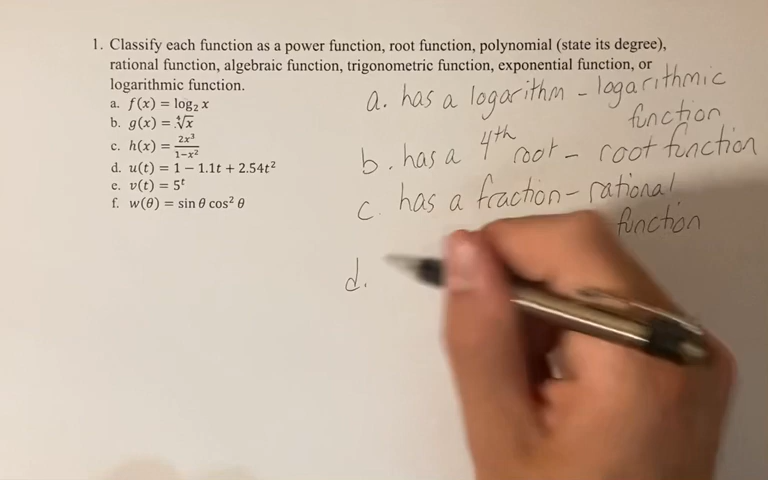 1. Classify each function as a power function, root function, polynomial (state its degree),
rational function, algebraic function, trigonometric function, exponential function, or
logarithmic function.
a. f(x) = log₂ x
b. g(x) = ∜x
c. h(x) = 2x³/(1−x²)
d. u(t) = 1 − 1.1t + 2.54t²
e. v(t) = 5ᵗ
f. w(θ) = sin θ cos² θ
a. has a logarithm - logarithmic
function
b. has a 4th root - root function
c. has a fraction - rational
function
d.